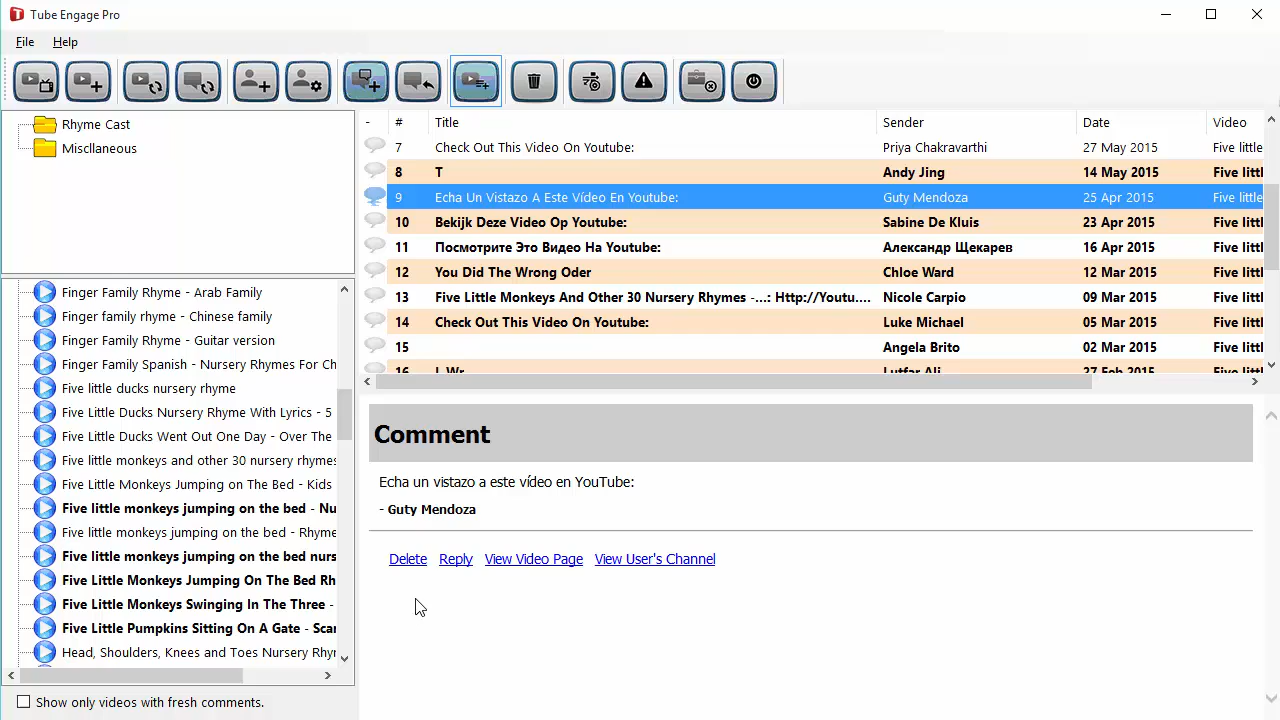 Tube Engage Pro
File Help
Rhyme Cast
Miscllaneous
- # Title Sender Date Video
7 Check Out This Video On Youtube: Priya Chakravarthi 27 May 2015 Five little
8 T Andy Jing 14 May 2015 Five littl
9 Echa Un Vistazo A Este Vídeo En Youtube: Guty Mendoza 25 Apr 2015 Five little
10 Bekijk Deze Video Op Youtube: Sabine De Kluis 23 Apr 2015 Five littl
11 Посмотрите Это Видео На Youtube: Александр Щекарев 16 Apr 2015 Five littl
12 You Did The Wrong Oder Chloe Ward 12 Mar 2015 Five littl
13 Five Little Monkeys And Other 30 Nursery Rhymes -...: Http://Youtu.... Nicole Carpio 09 Mar 2015 Five littl
14 Check Out This Video On Youtube: Luke Michael 05 Mar 2015 Five littl
15 Angela Brito 02 Mar 2015 Five littl
16 Lutfar Ali 27 Feb 2015 Five littl
Finger Family Rhyme - Arab Family
Finger family rhyme - Chinese family
Finger Family Rhyme - Guitar version
Finger Family Spanish - Nursery Rhymes For Ch
Five little ducks nursery rhyme
Five Little Ducks Nursery Rhyme With Lyrics - 5
Five Little Ducks Went Out One Day - Over The
Five little monkeys and other 30 nursery rhymes
Five Little Monkeys Jumping on The Bed - Kids
Five little monkeys jumping on the bed - Nu
Five little monkeys jumping on the bed - Rhyme
Five little monkeys jumping on the bed nurs
Five Little Monkeys Jumping On The Bed Rh
Five Little Monkeys Swinging In The Three -
Five Little Pumpkins Sitting On A Gate - Scar
Head, Shoulders, Knees and Toes Nursery Rhyr
Show only videos with fresh comments.
Comment
Echa un vistazo a este vídeo en YouTube:
- Guty Mendoza
Delete Reply View Video Page View User's Channel